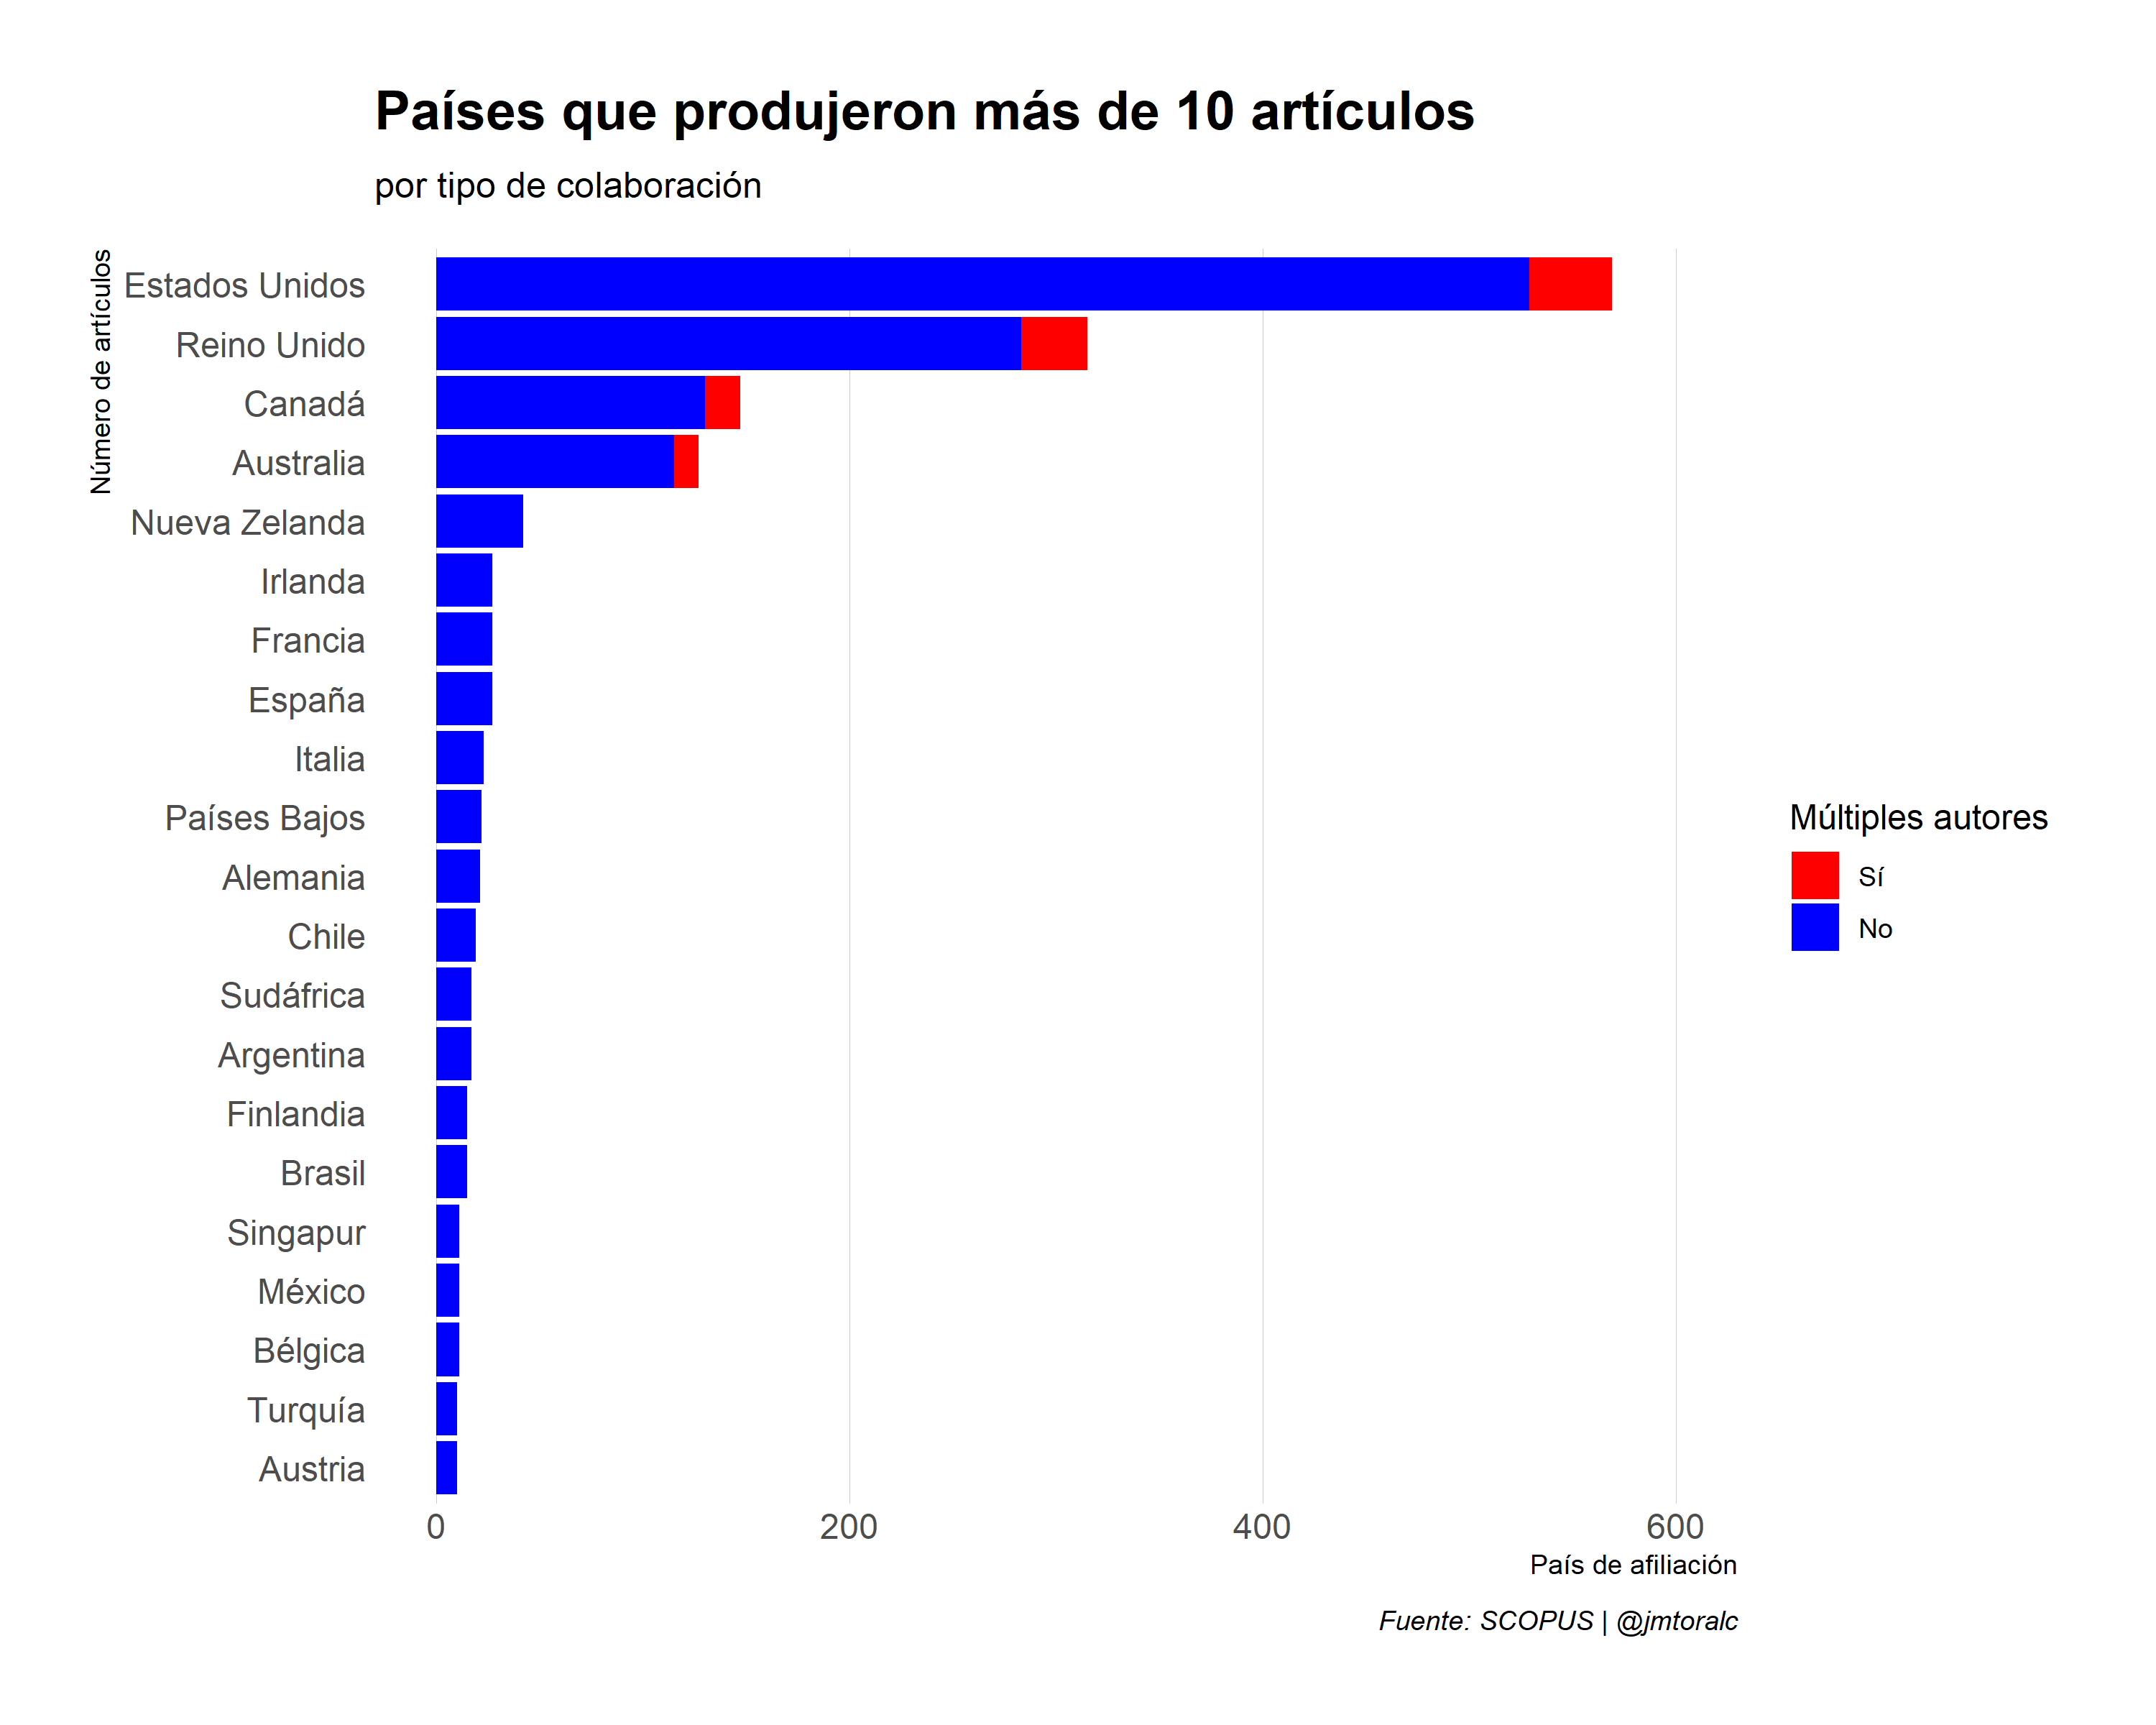 Países que produjeron más de 10 artículos
por tipo de colaboración
Número de artículos
Estados Unidos
Reino Unido
Canadá
Australia
Nueva Zelanda
Irlanda
Francia
España
Italia
Países Bajos
Alemania
Chile
Sudáfrica
Argentina
Finlandia
Brasil
Singapur
México
Bélgica
Turquía
Austria
0 200 400 600
País de afiliación
Múltiples autores
Sí
No
Fuente: SCOPUS | @jmtoralc